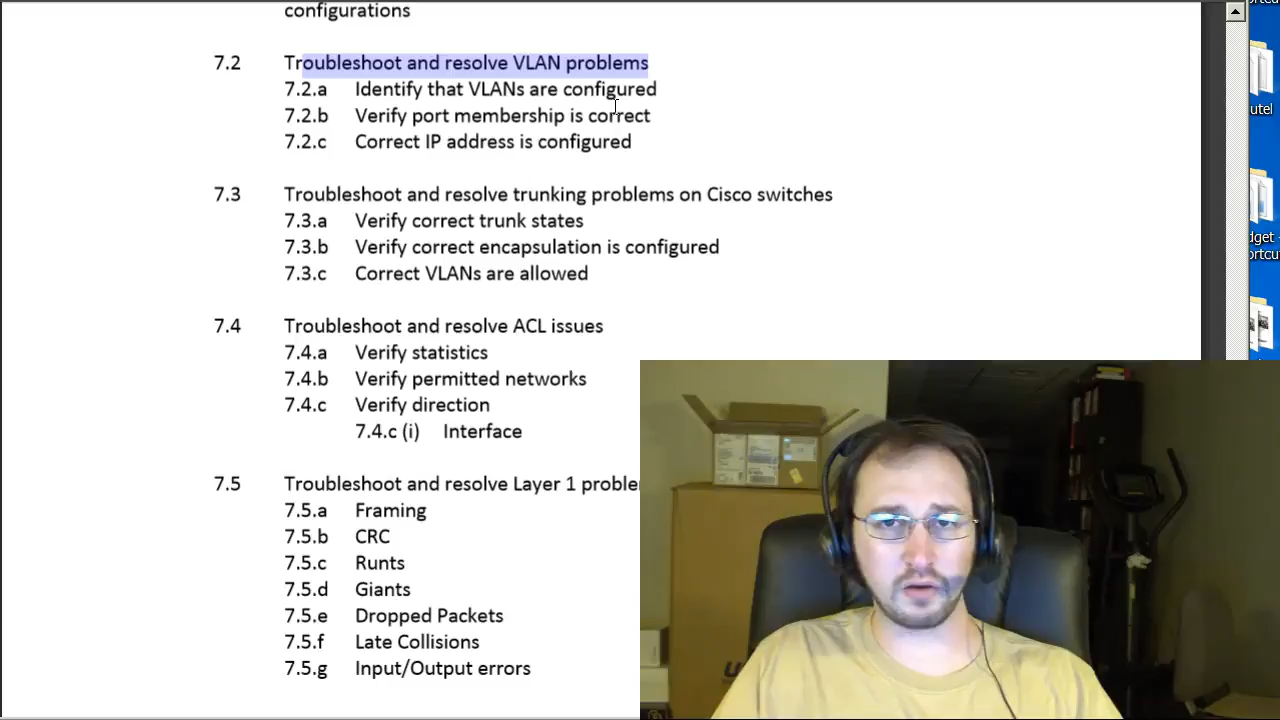 configurations
7.2 Troubleshoot and resolve VLAN problems
7.2.a Identify that VLANs are configured
7.2.b Verify port membership is correct
7.2.c Correct IP address is configured
7.3 Troubleshoot and resolve trunking problems on Cisco switches
7.3.a Verify correct trunk states
7.3.b Verify correct encapsulation is configured
7.3.c Correct VLANs are allowed
7.4 Troubleshoot and resolve ACL issues
7.4.a Verify statistics
7.4.b Verify permitted networks
7.4.c Verify direction
7.4.c (i) Interface
7.5 Troubleshoot and resolve Layer 1
7.5.a Framing
7.5.b CRC
7.5.c Runts
7.5.d Giants
7.5.e Dropped Packets
7.5.f Late Collisions
7.5.g Input/Output errors